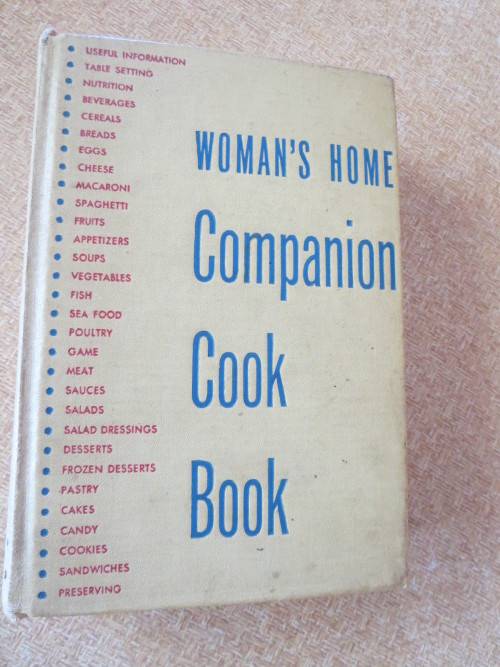 USEFUL INFORMATION
TABLE SETTING
NUTRITION
BEVERAGES
CEREALS
BREADS
EGGS
CHEESE
MACARONI
SPAGHETTI
FRUITS
APPETIZERS
SOUPS
VEGETABLES
FISH
SEA FOOD
POULTRY
GAME
MEAT
SAUCES
SALADS
SALAD DRESSINGS
DESSERTS
FROZEN DESSERTS
PASTRY
CAKES
CANDY
COOKIES
SANDWICHES
PRESERVING
WOMAN'S HOME
Companion
Cook
Book